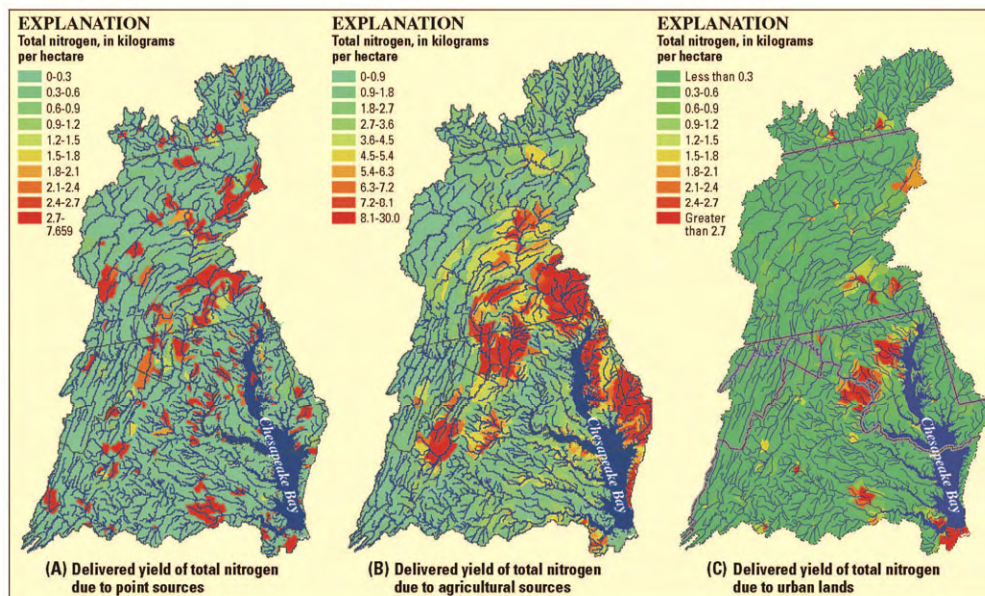 EXPLANATION
Total nitrogen, in kilograms
per hectare
0-0.3
0.3-0.6
0.6-0.9
0.9-1.2
1.2-1.5
1.5-1.8
1.8-2.1
2.1-2.4
2.4-2.7
2.7-
7.659
Chesapeake Bay
(A) Delivered yield of total nitrogen
due to point sources
EXPLANATION
Total nitrogen, in kilograms
per hectare
0-0.9
0.9-1.8
1.8-2.7
2.7-3.6
3.6-4.5
4.5-5.4
5.4-6.3
6.3-7.2
7.2-0.1
8.1-30.0
Chesapeake Bay
(B) Delivered yield of total nitrogen
due to agricultural sources
EXPLANATION
Total nitrogen, in kilograms
per hectare
Less than 0.3
0.3-0.6
0.6-0.9
0.9-1.2
1.2-1.5
1.5-1.8
1.8-2.1
2.1-2.4
2.4-2.7
Greater
than 2.7
Chesapeake Bay
(C) Delivered yield of total nitrogen
due to urban lands